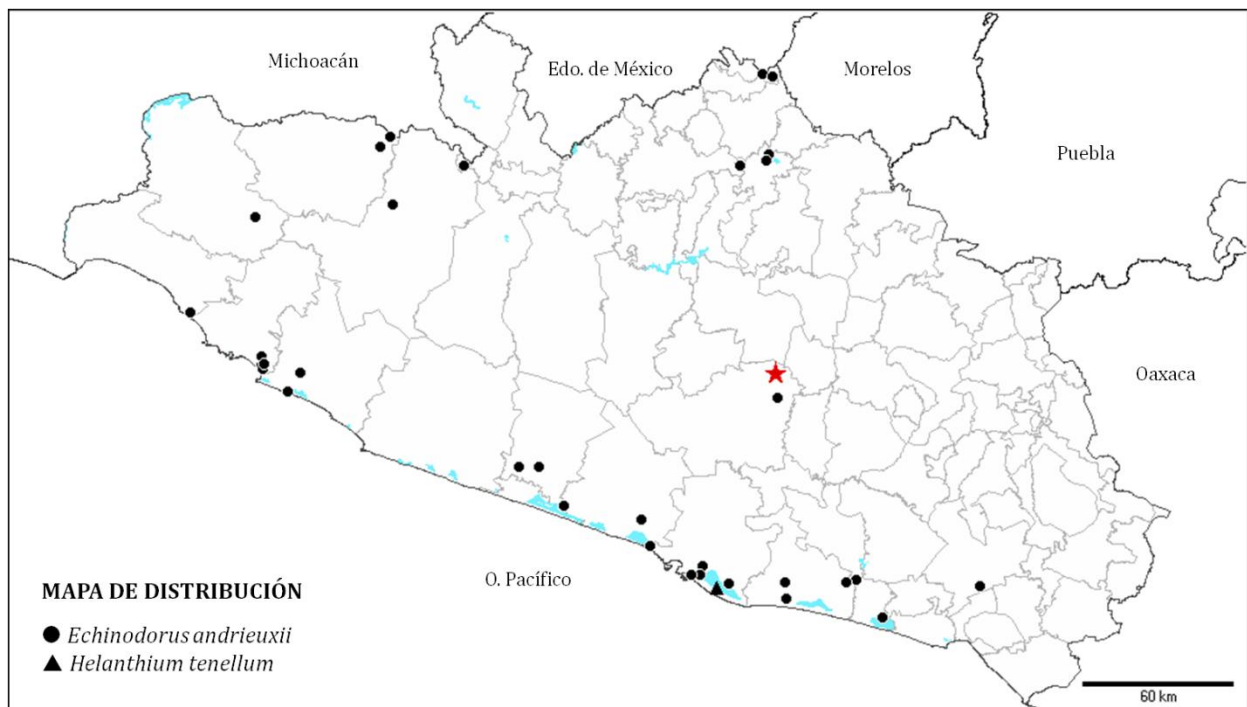 Michoacán
Edo. de México
Morelos
Puebla
Oaxaca
O. Pacífico
MAPA DE DISTRIBUCIÓN
Echinodorus andrieuxii
Helanthium tenellum
60 km